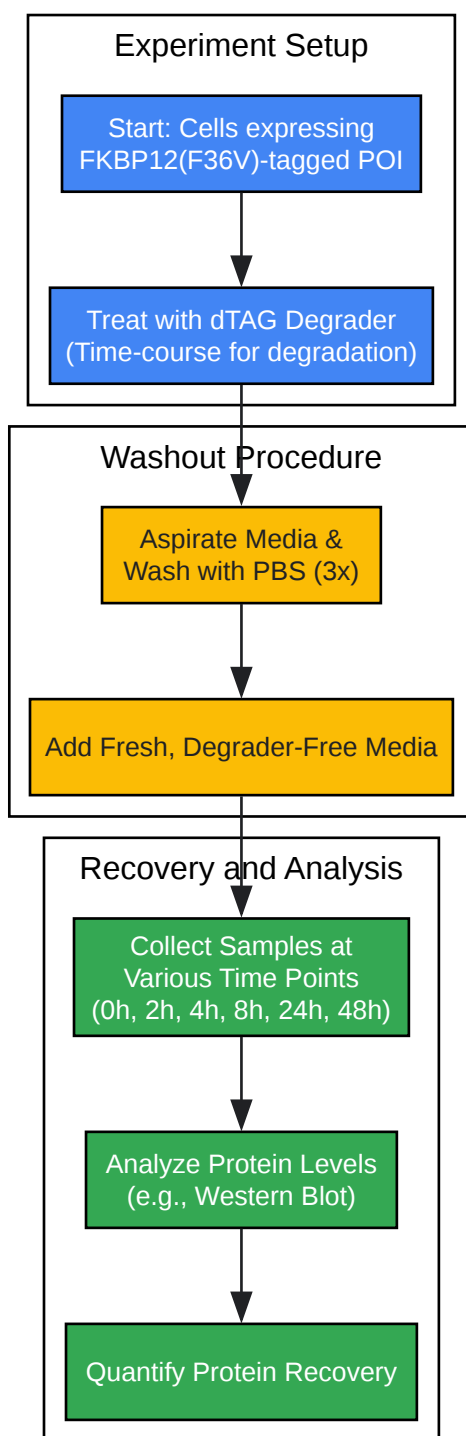 Experiment Setup
Start: Cells expressing
FKBP12(F36V)-tagged POI
Treat with dTAG Degrader
(Time-course for degradation)
Washout Procedure
Aspirate Media &
Wash with PBS (3x)
Add Fresh, Degrader-Free Media
Recovery and Analysis
Collect Samples at
Various Time Points
(0h, 2h, 4h, 8h, 24h, 48h)
Analyze Protein Levels
(e.g., Western Blot)
Quantify Protein Recovery